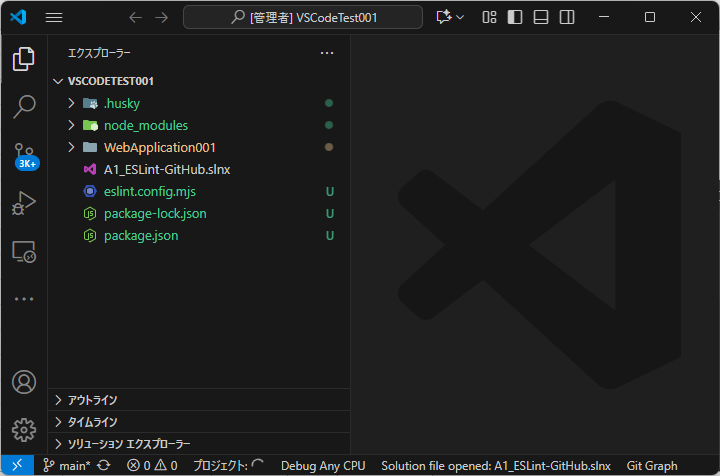 [管理者] VSCodeTest001
エクスプローラー
VSCODETEST001
.husky
node_modules
WebApplication001
A1_ESLint-GitHub.slnx
eslint.config.mjs U
package-lock.json U
package.json U
3K+
アウトライン
タイムライン
ソリューション エクスプローラー
main* 0 0 プロジェクト: Debug Any CPU Solution file opened: A1_ESLint-GitHub.slnx Git Graph